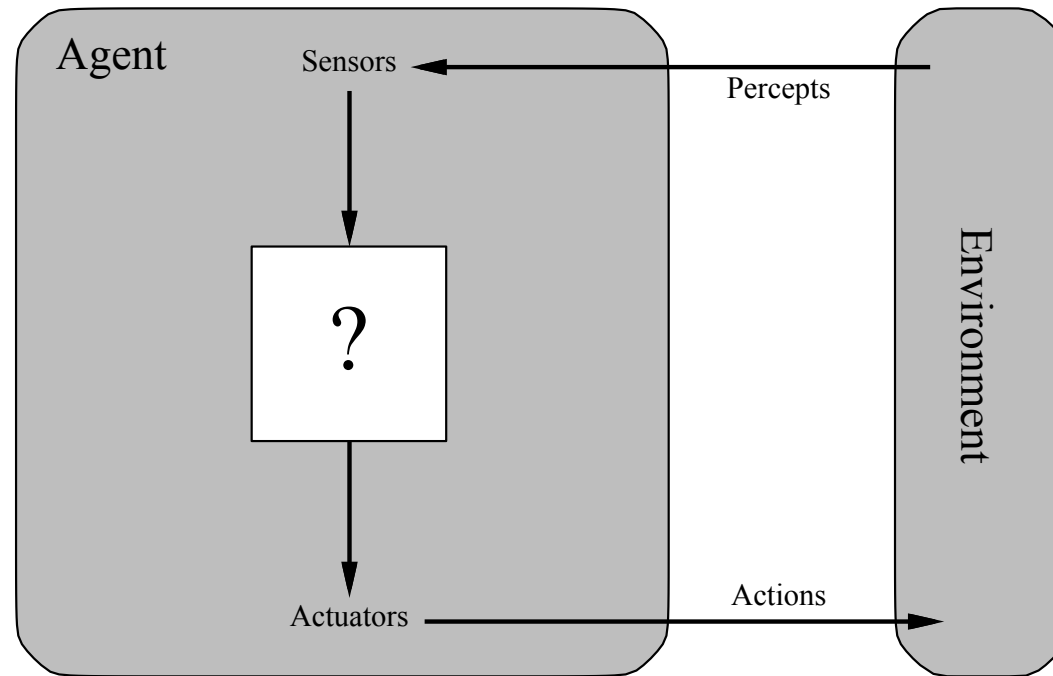 Agent
Sensors
Percepts
?
Environment
Actuators
Actions